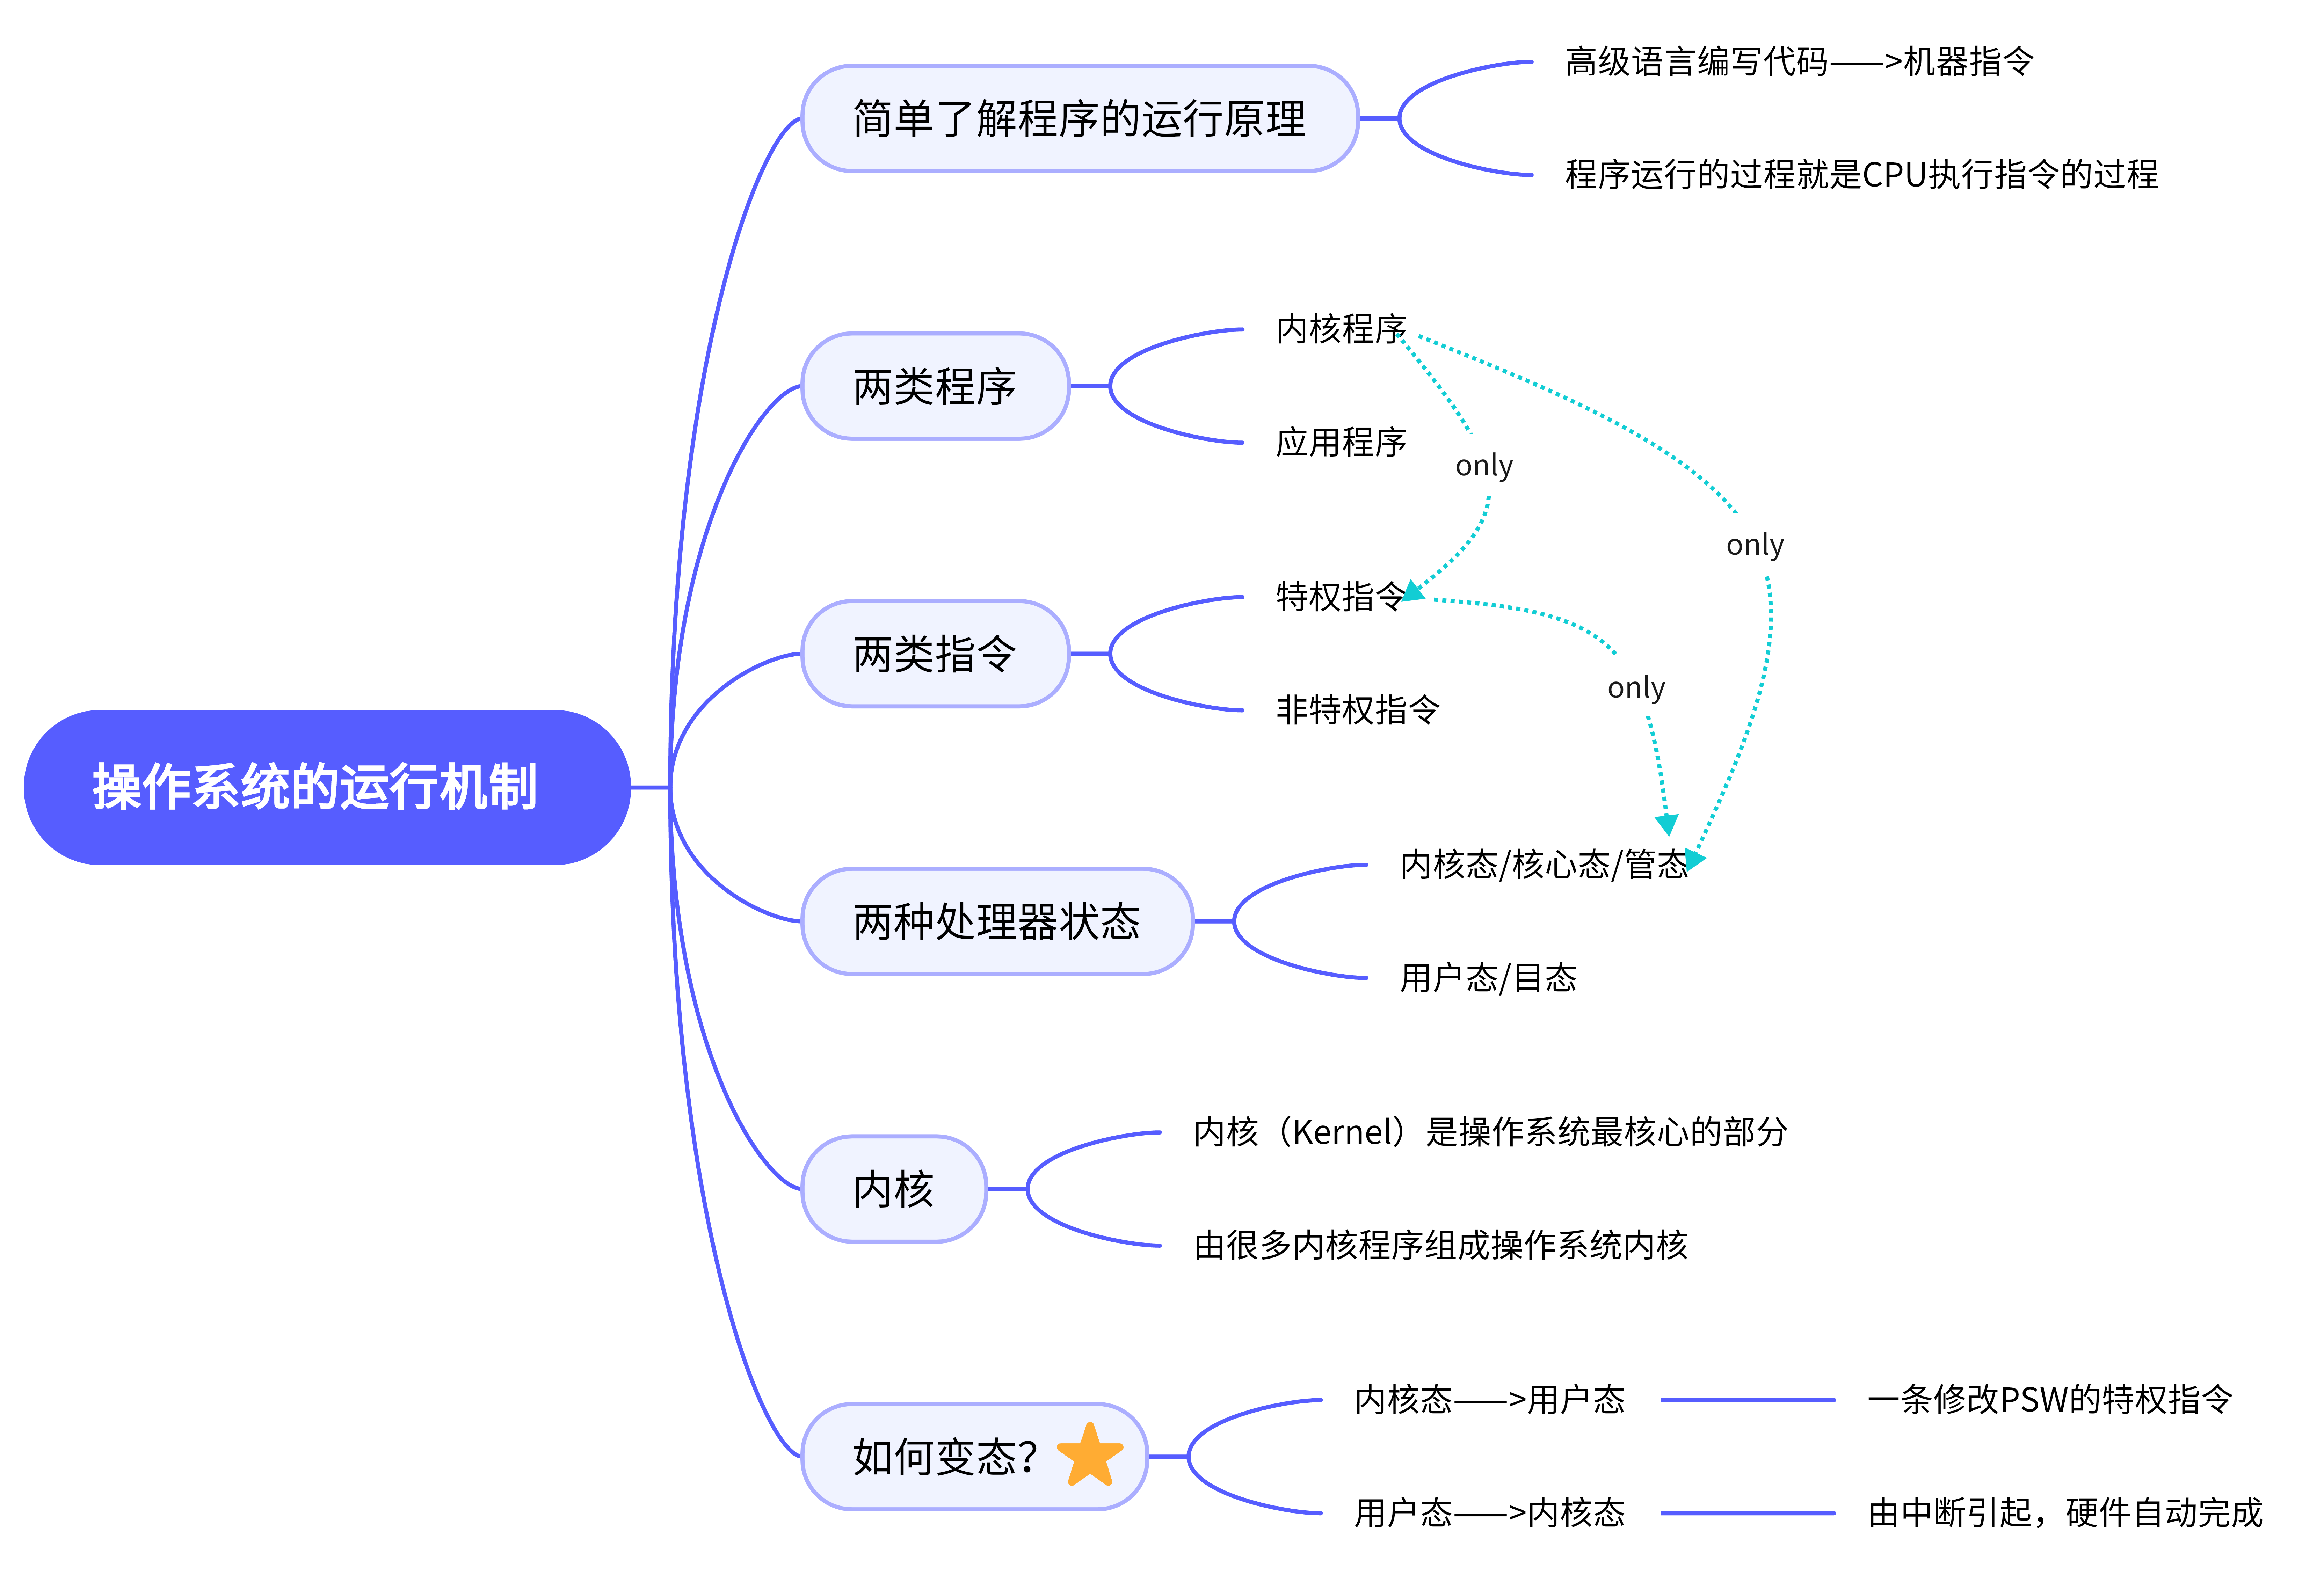 操作系统的运行机制
简单了解程序的运行原理
高级语言编写代码——>机器指令
程序运行的过程就是CPU执行指令的过程
两类程序
内核程序
应用程序
only
only
两类指令
特权指令
非特权指令
only
两种处理器状态
内核态/核心态/管态
用户态/目态
内核
内核（Kernel）是操作系统最核心的部分
由很多内核程序组成操作系统内核
如何变态？
内核态——>用户态
一条修改PSW的特权指令
用户态——>内核态
由中断引起，硬件自动完成